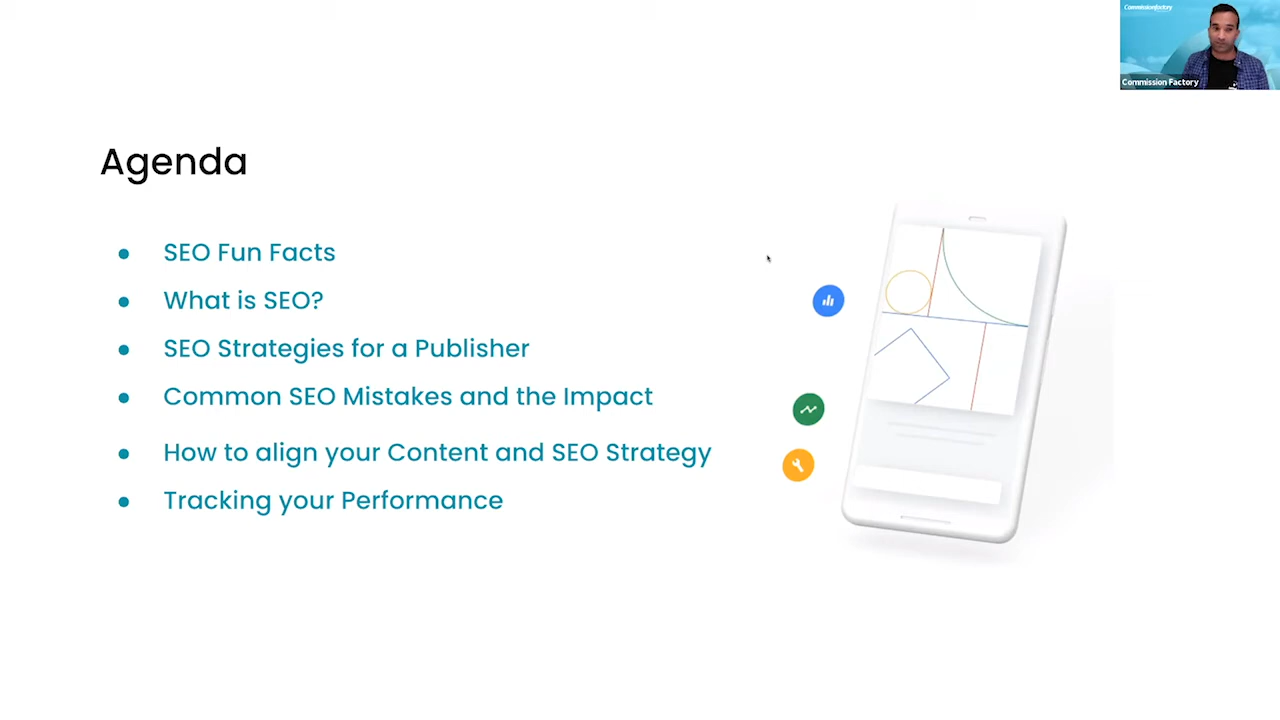 Commissionfactory
Commission Factory
Agenda
SEO Fun Facts
What is SEO?
SEO Strategies for a Publisher
Common SEO Mistakes and the Impact
How to align your Content and SEO Strategy
Tracking your Performance